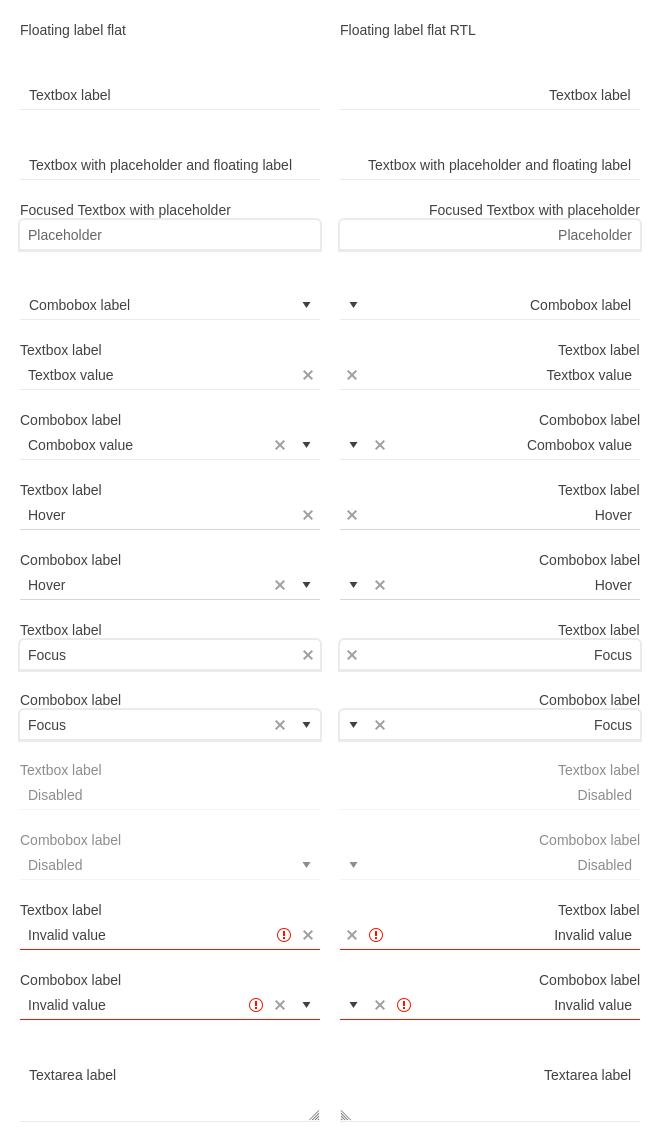 Floating label flat
Floating label flat RTL
Textbox label
Textbox label
Textbox with placeholder and floating label
Textbox with placeholder and floating label
Focused Textbox with placeholder
Focused Textbox with placeholder
Placeholder
Placeholder
Combobox label
Combobox label
Textbox label
Textbox label
Textbox value
Textbox value
Combobox label
Combobox label
Combobox value
Combobox value
Textbox label
Textbox label
Hover
Hover
Combobox label
Combobox label
Hover
Hover
Textbox label
Textbox label
Focus
Focus
Combobox label
Combobox label
Focus
Focus
Textbox label
Textbox label
Disabled
Disabled
Combobox label
Combobox label
Disabled
Disabled
Textbox label
Textbox label
Invalid value
Invalid value
Combobox label
Combobox label
Invalid value
Invalid value
Textarea label
Textarea label